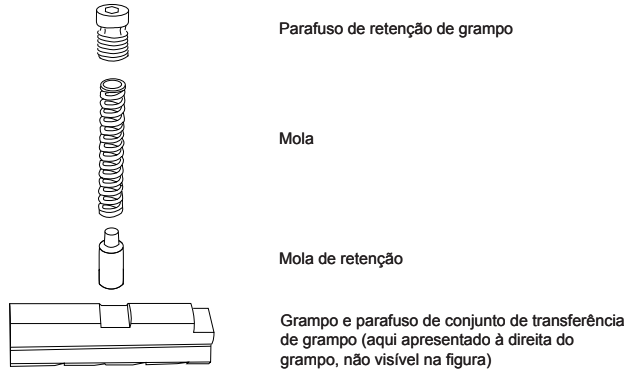 Parafuso de retenção de grampo
Mola
Mola de retenção
Grampo e parafuso de conjunto de transferência
de grampo (aqui apresentado à direita do
grampo, não visível na figura)